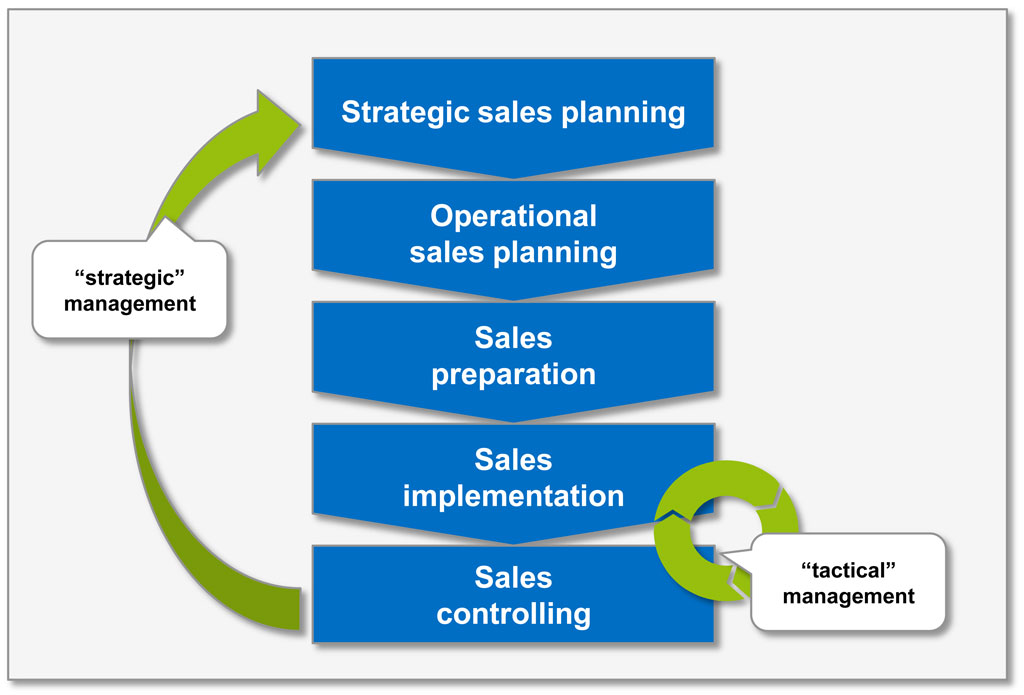 Strategic sales planning
Operational
sales planning
“strategic”
management
Sales
preparation
Sales
implementation
“tactical”
management
Sales
controlling